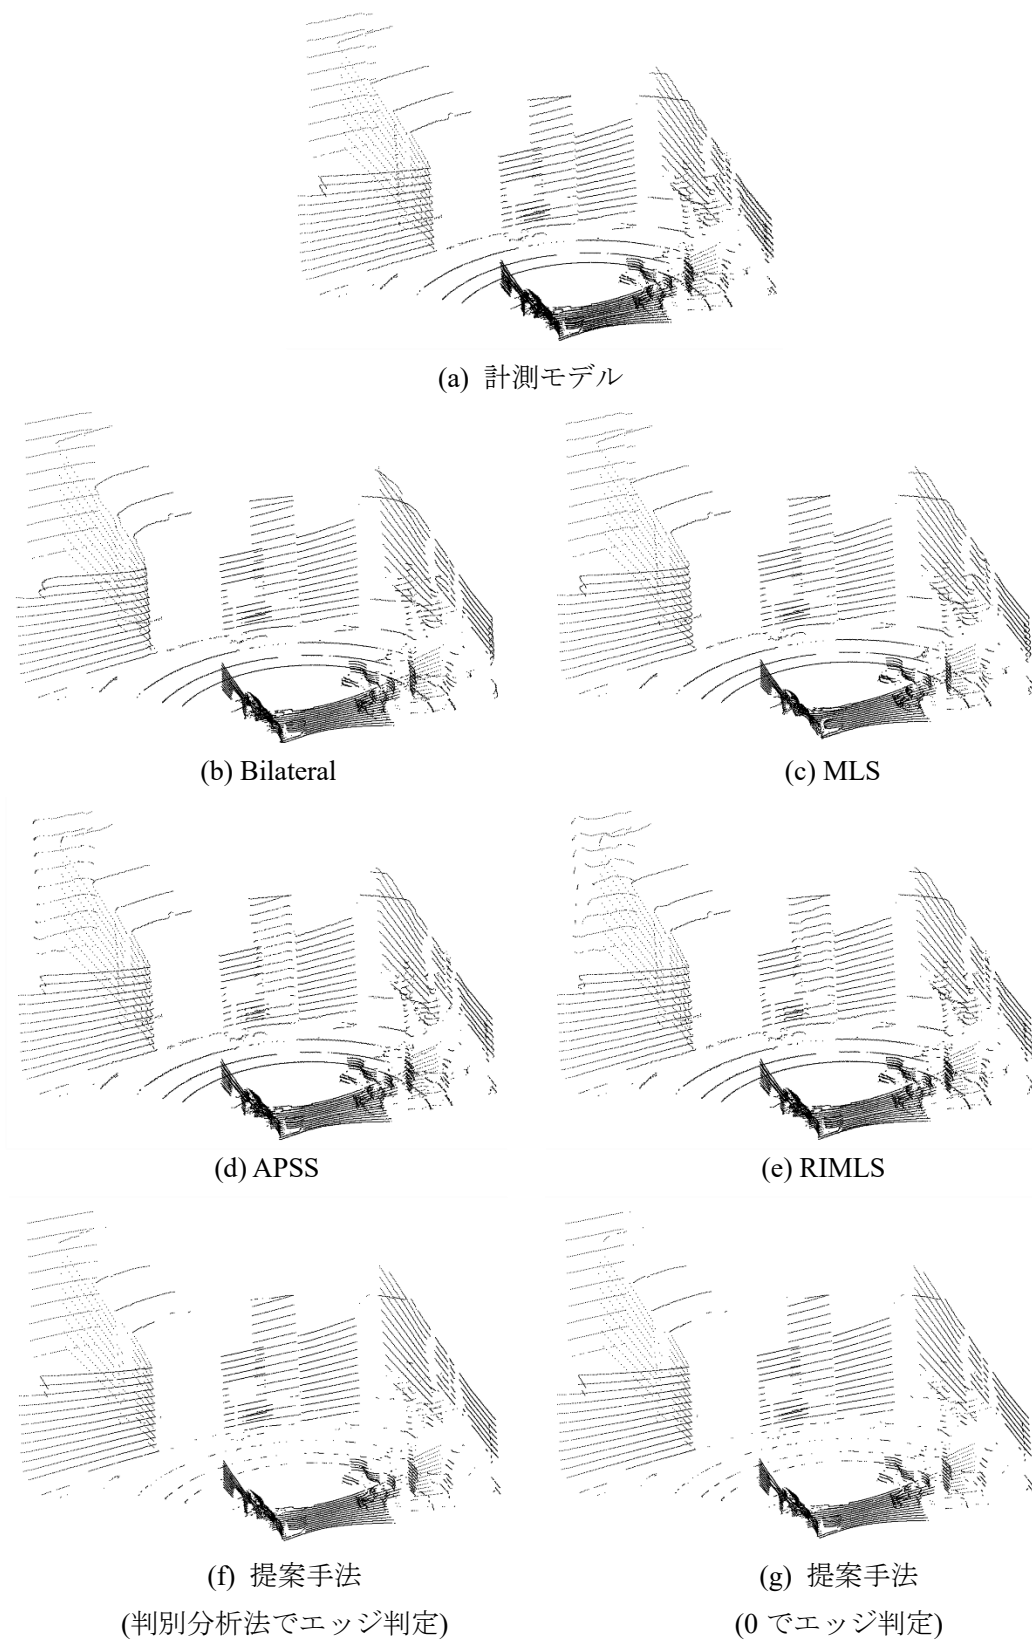 (a) 計測モデル
(b) Bilateral
(c) MLS
(d) APSS
(e) RIMLS
(f) 提案手法
(判別分析法でエッジ判定)
(g) 提案手法
(0 でエッジ判定)